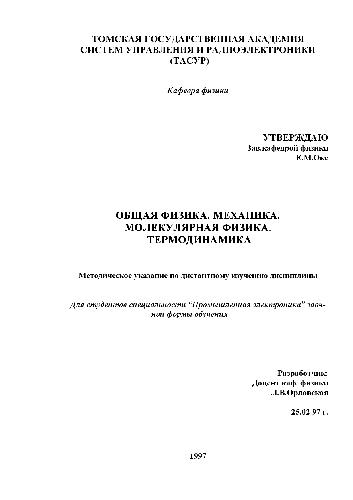 ТОМСКАЯ ГОСУДАРСТВЕННАЯ АКАДЕМИЯ
СИСТЕМ УПРАВЛЕНИЯ И РАДИОЭЛЕКТРОНИКИ
(ТАСУР)
Кафедра физики
УТВЕРЖДАЮ
Зав.кафедрой физики
Е.М.Окс
ОБЩАЯ ФИЗИКА. МЕХАНИКА.
МОЛЕКУЛЯРНАЯ ФИЗИКА.
ТЕРМОДИНАМИКА
Методическое указание по дистантному изучению дисциплины
Для студентов специальности "Промышленная электроника" заоч-
ной формы обучения
Разработчик:
Доцент каф. физики
Л.В.Орловская
25.02.97 г.
1997